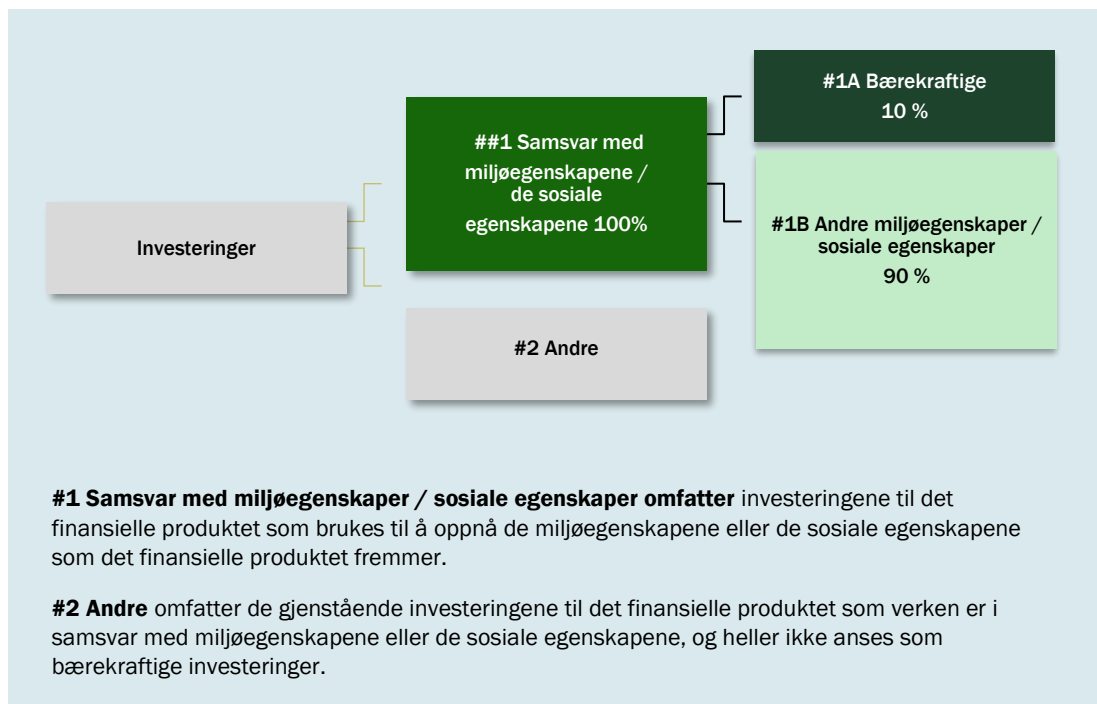 #1A Bærekraftige
10 %
##1 Samsvar med
miljøegenskapene /
de sosiale
egenskapene 100%
#1B Andre miljøegenskaper /
sosiale egenskaper
90 %
Investeringer
#2 Andre
#1 Samsvar med miljøegenskaper / sosiale egenskaper omfatter investeringene til det
finansielle produktet som brukes til å oppnå de miljøegenskapene eller de sosiale egenskapene
som det finansielle produktet fremmer.
#2 Andre omfatter de gjenstående investeringene til det finansielle produktet som verken er i
samsvar med miljøegenskapene eller de sosiale egenskapene, og heller ikke anses som
bærekraftige investeringer.